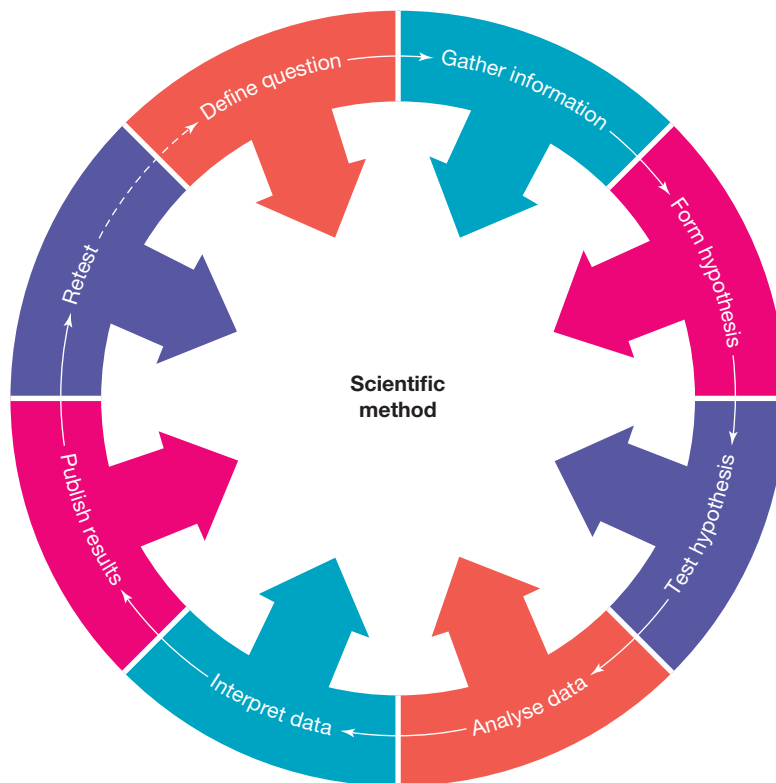 Define question
Gather information
Form hypothesis
Test hypothesis
Analyse data
Interpret data
Publish results
Retest
Scientific
method